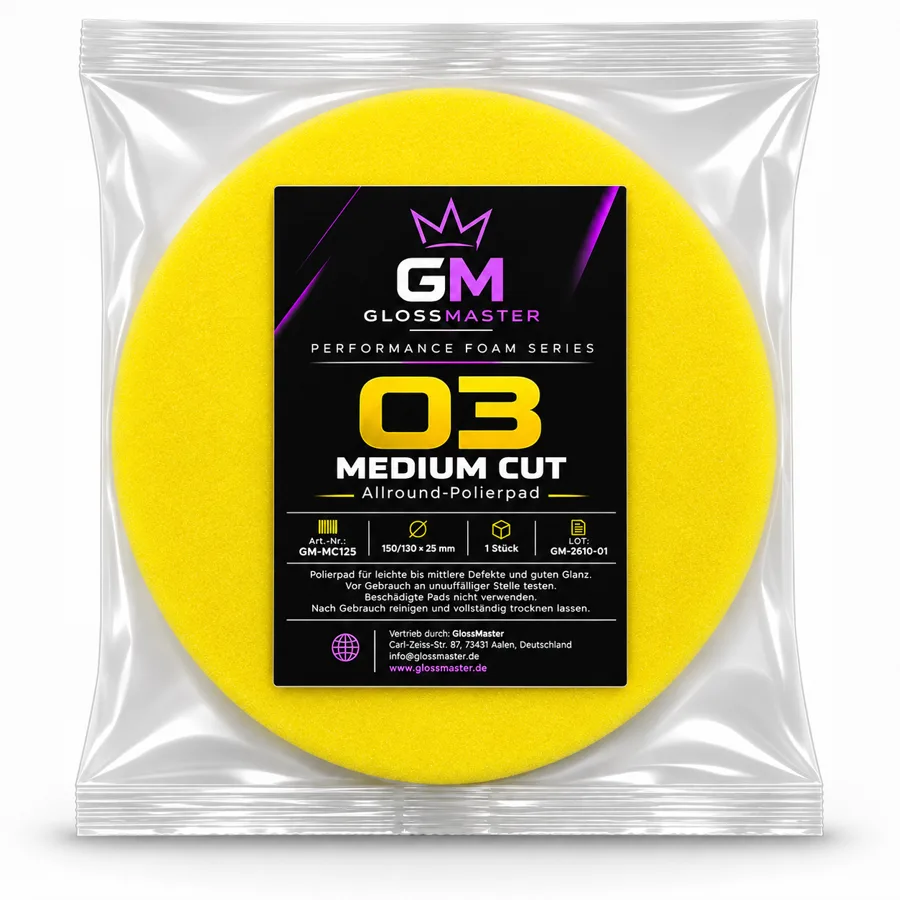 GM
GLOSSMASTER
PERFORMANCE FOAM SERIES
03
MEDIUM CUT
Allround-Polierpad
Art.-Nr.:
GM-MC125
150/130 × 25 mm
1 Stück
LOT:
GM-2610-01
Polierpad für leichte bis mittlere Defekte und guten Glanz.
Vor Gebrauch an unuuffälliger Stelle testen.
Beschädigte Pads nicht verwenden.
Nach Gebrauch reinigen und vollständig trocknen lassen.
Vertrieb durch: GlossMaster
Carl-Zeiss-Str. 87, 73431 Aalen, Deutschland
info@glossmaster.de
www.glossmaster.de